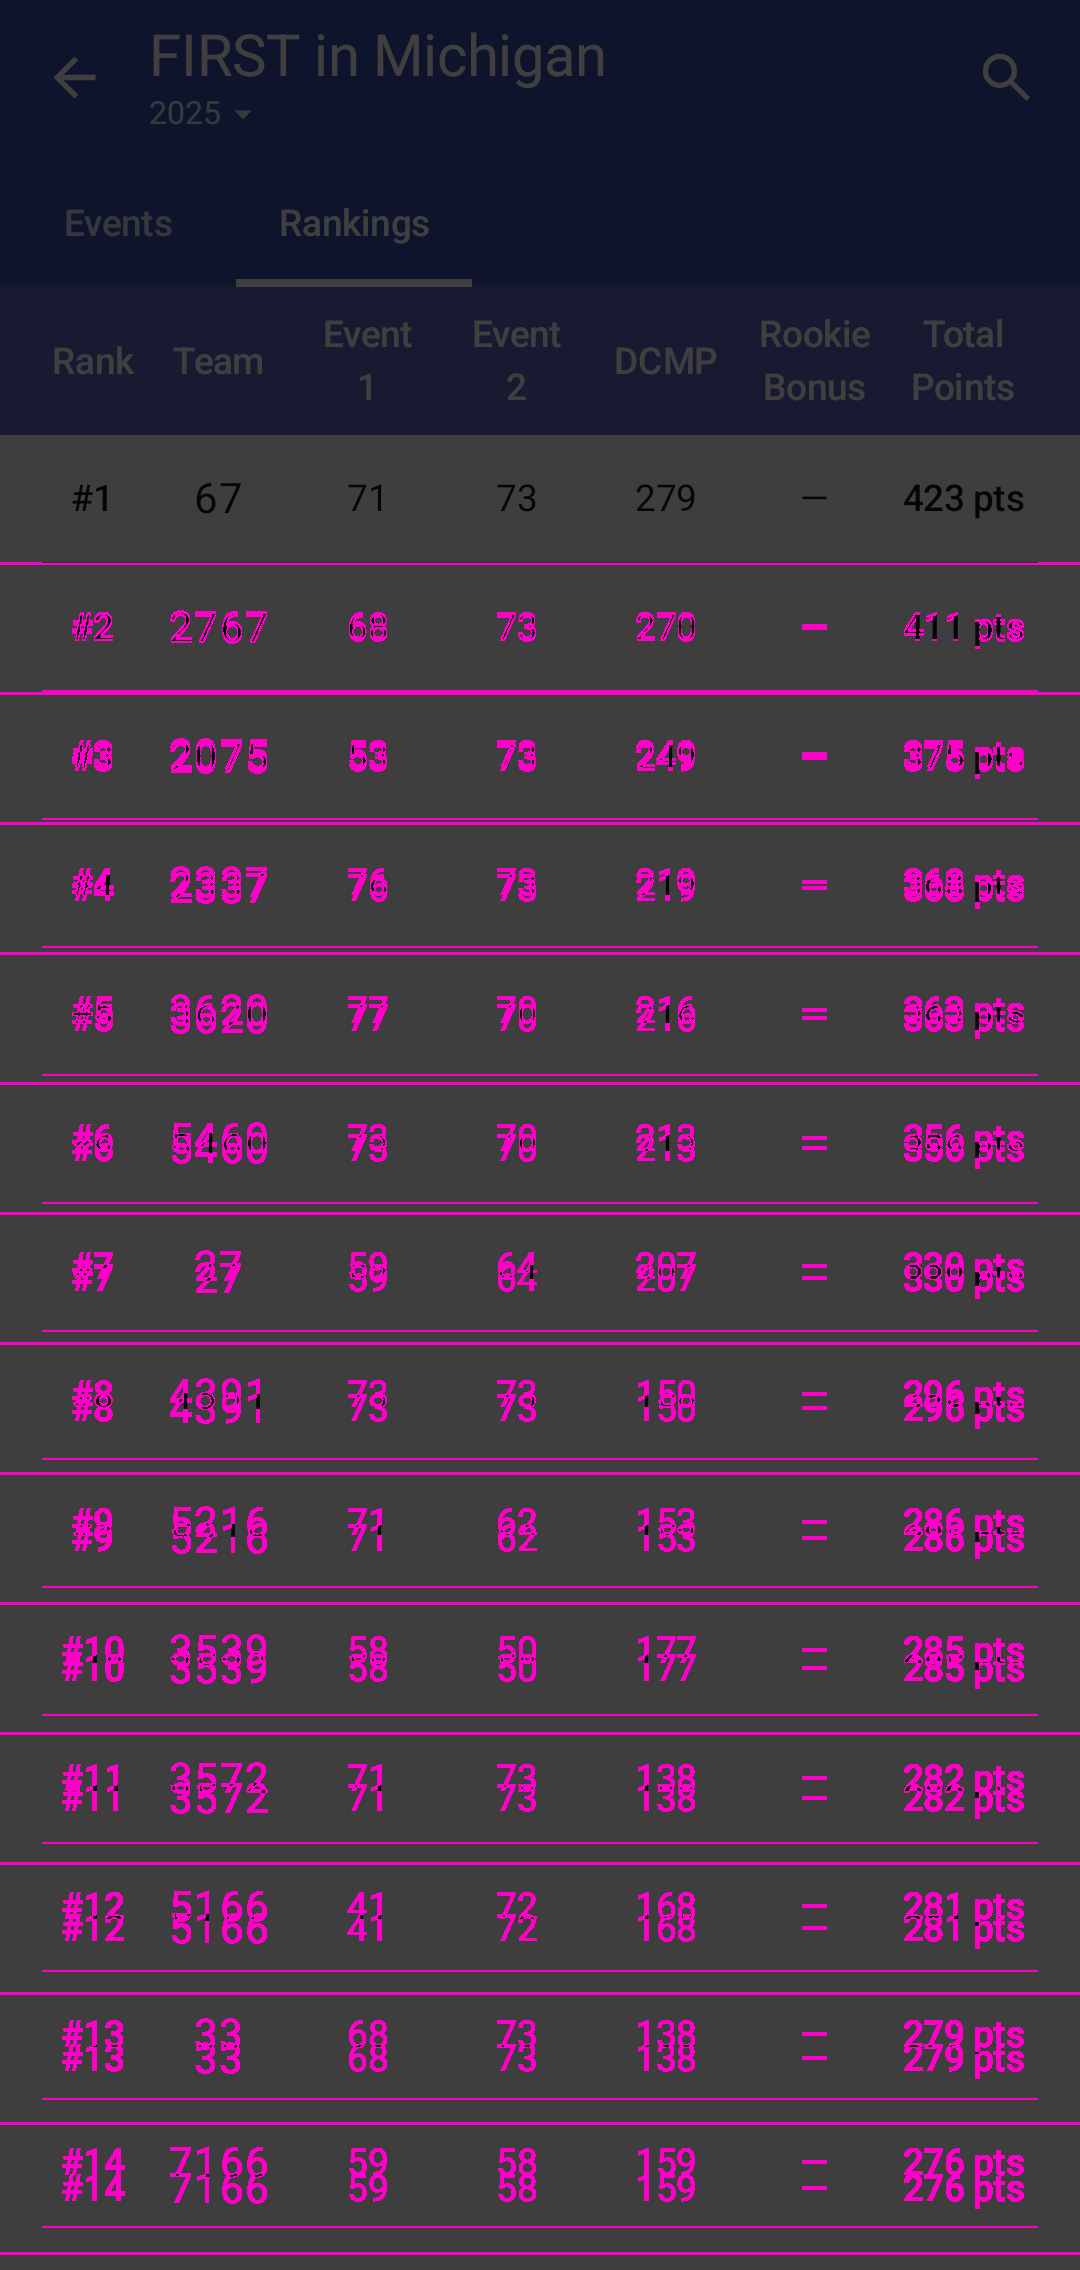 FIRST in Michigan
2025
Events Rankings
Rank Team Event 1 Event 2 DCMP Rookie Bonus Total Points
#1 67 71 73 279 — 423 pts
#2 2767 68 73 270 — 411 pts
#3 2075 53 73 249 — 375 pts
#4 2337 76 73 219 — 368 pts
#5 3620 77 70 216 — 363 pts
#6 5460 73 70 213 — 356 pts
#7 27 59 64 207 — 330 pts
#8 4391 73 73 150 — 296 pts
#9 5216 71 62 153 — 286 pts
#10 3539 58 50 177 — 285 pts
#11 3572 71 73 138 — 282 pts
#12 5166 41 72 168 — 281 pts
#13 33 68 73 138 — 279 pts
#14 7166 59 58 159 — 276 pts